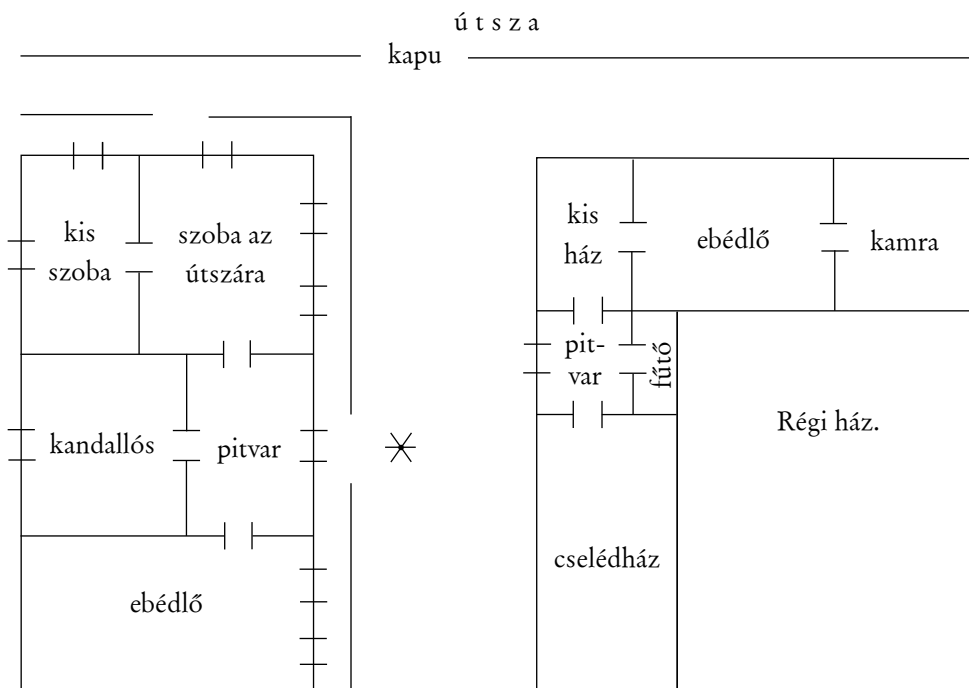 útsza
kapu
kis
szoba
szoba az
útszára
kandallós
pitvar
ebédlő
kis
ház
ebédlő
kamra
pit-
var
fűtő
Régi ház.
cselédház